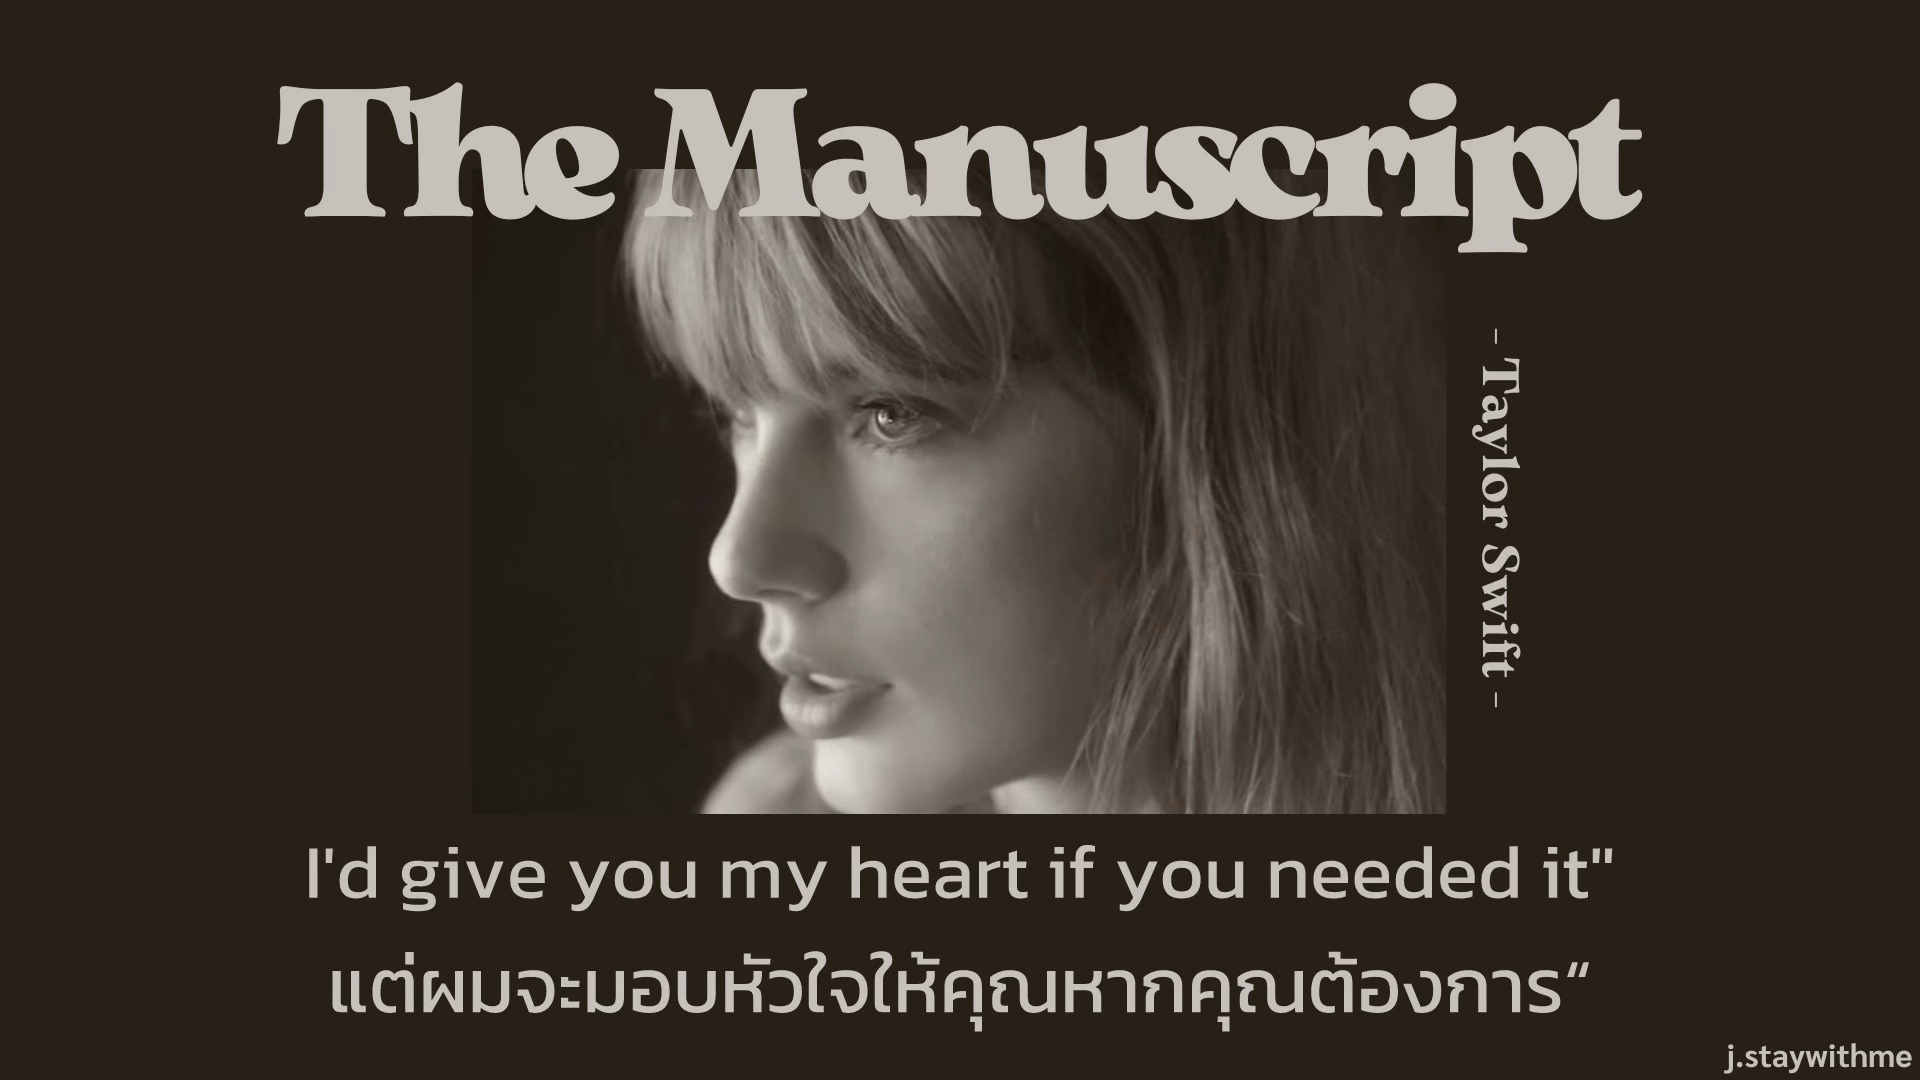 The Manuscript
– Taylor Swift –
I'd give you my heart if you needed it"
แต่ผมจะมอบหัวใจให้คุณหากคุณต้องการ“
j.staywithme